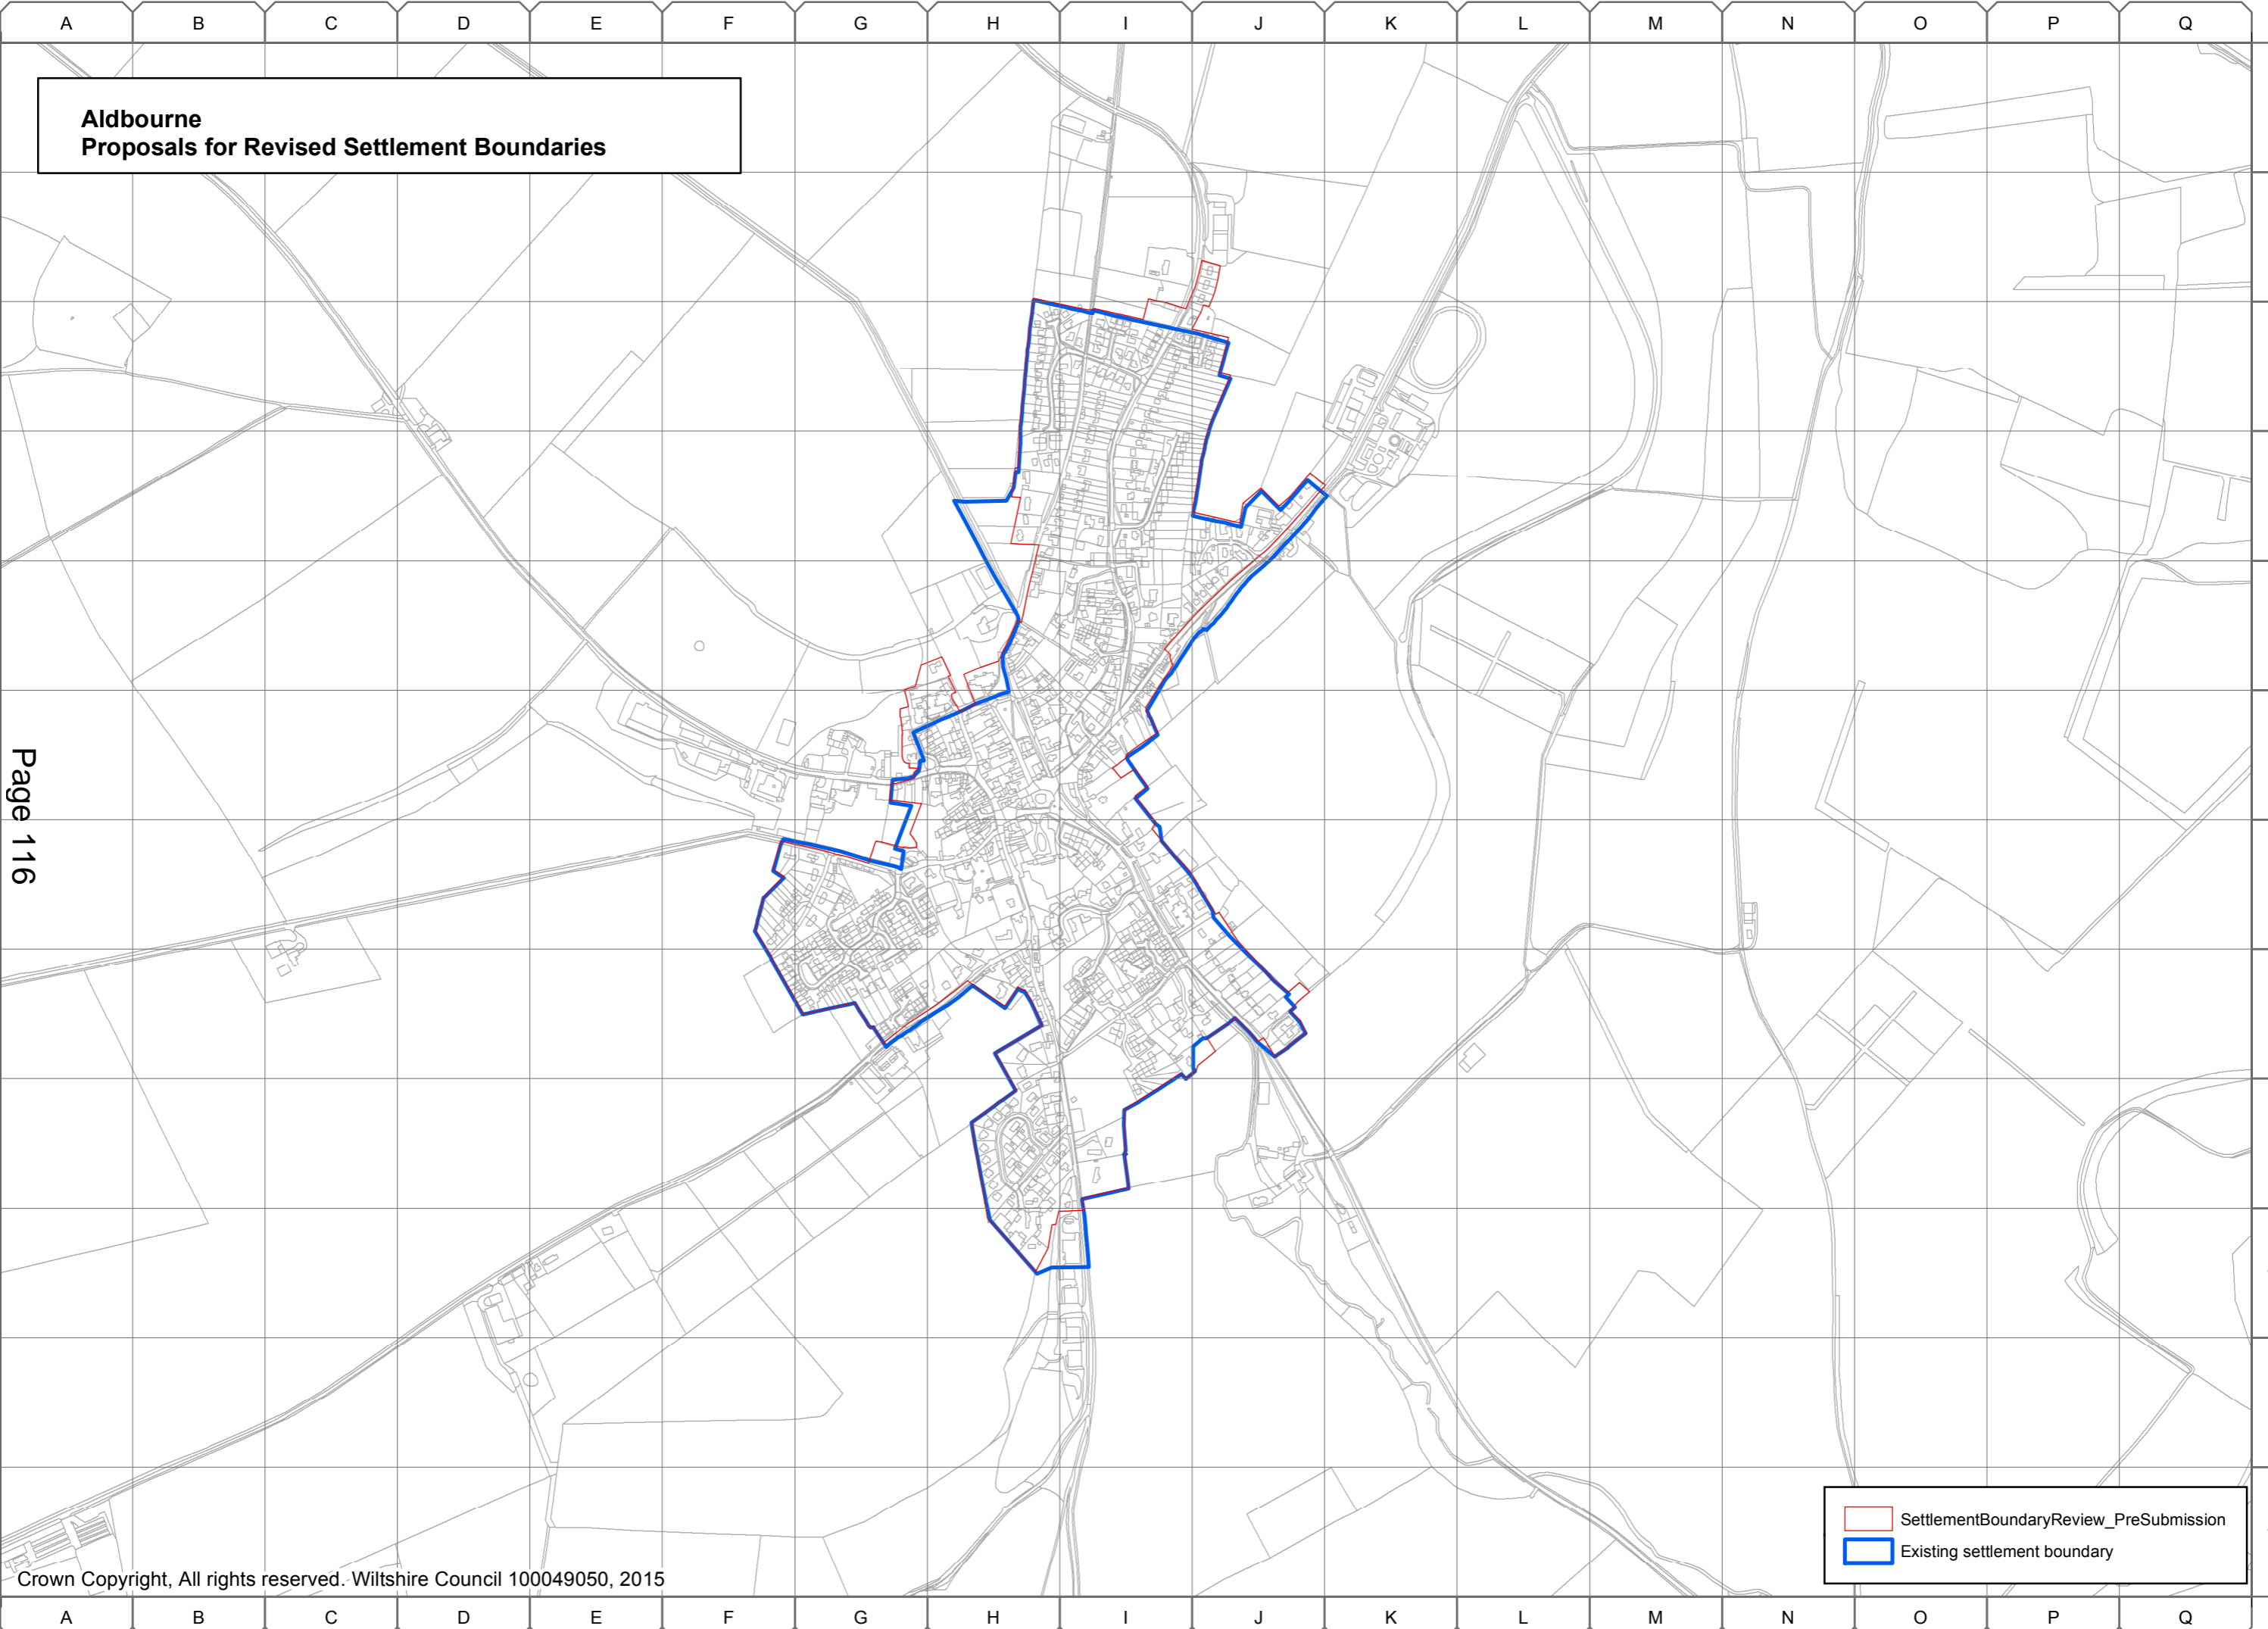 A B C D E F G H I J K L M N O P Q
Aldbourne
Proposals for Revised Settlement Boundaries
Page 116
SettlementBoundaryReview_PreSubmission
Existing settlement boundary
Crown Copyright, All rights reserved. Wiltshire Council 100049050, 2015
A B C D E F G H I J K L M N O P Q